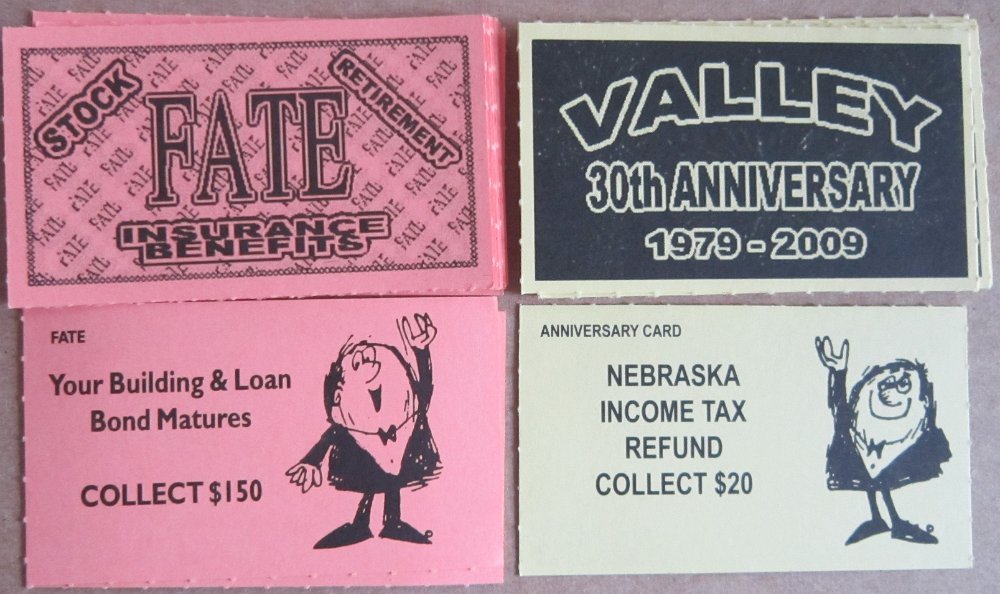 STOCK
RETIREMENT
FATE
INSURANCE
BENEFITS
VALLEY
30th ANNIVERSARY
1979 - 2009
FATE
Your Building & Loan
Bond Matures
COLLECT $150
ANNIVERSARY CARD
NEBRASKA
INCOME TAX
REFUND
COLLECT $20